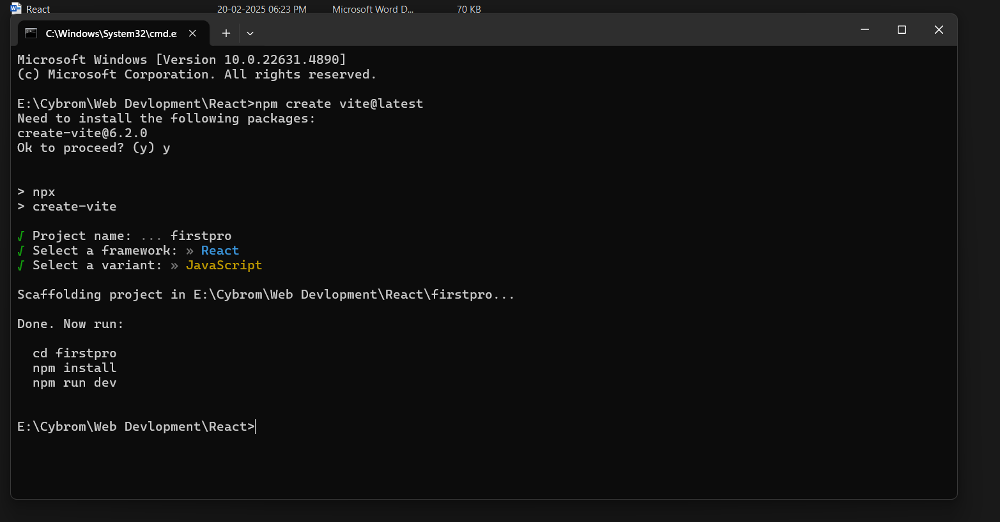 React 20-02-2025 06:23 PM Microsoft Word D... 70 KB
C:\Windows\System32\cmd.e
Microsoft Windows [Version 10.0.22631.4890]
(c) Microsoft Corporation. All rights reserved.
E:\Cybrom\Web Devlopment\React>npm create vite@latest
Need to install the following packages:
create-vite@6.2.0
Ok to proceed? (y) y
> npx
> create-vite
√ Project name: ... firstpro
√ Select a framework: » React
√ Select a variant: » JavaScript
Scaffolding project in E:\Cybrom\Web Devlopment\React\firstpro...
Done. Now run:
cd firstpro
npm install
npm run dev
E:\Cybrom\Web Devlopment\React>